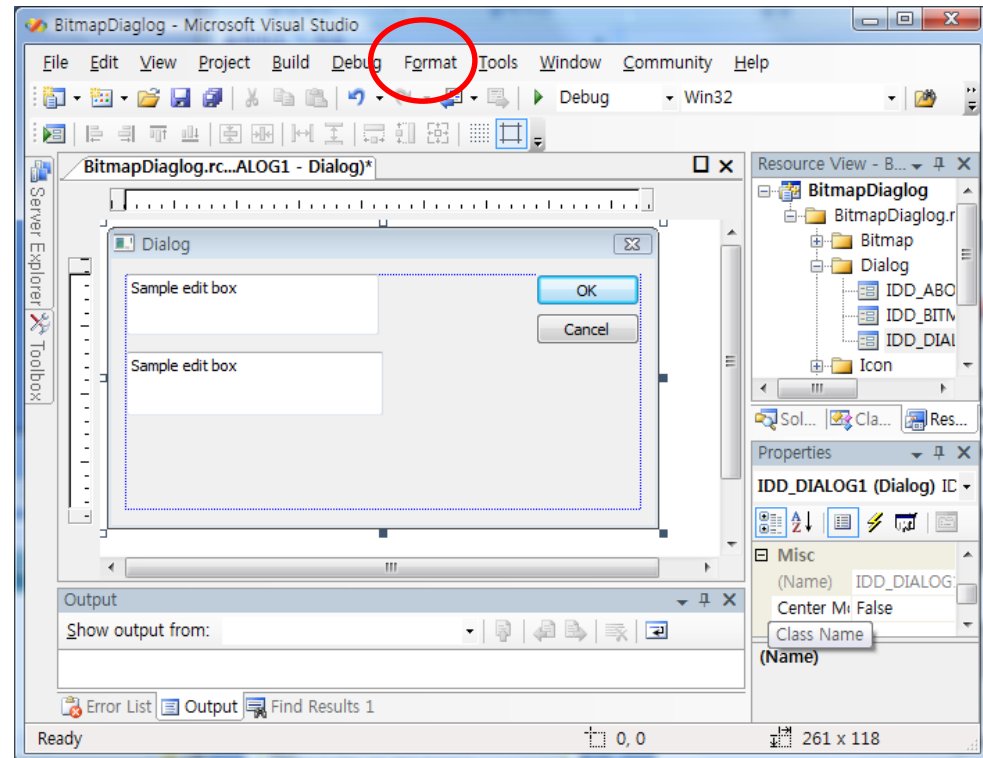 BitmapDiaglog - Microsoft Visual Studio
File Edit View Project Build Debug Format Tools Window Community Help
Debug Win32
BitmapDiaglog.rc...ALOG1 - Dialog)*
Server Explorer
Toolbox
Dialog
Sample edit box
OK
Cancel
Sample edit box
Resource View - B...
BitmapDiaglog
BitmapDiaglog.r
Bitmap
Dialog
IDD_ABO
IDD_BITM
IDD_DIAL
Icon
Sol... Cla... Res...
Properties
IDD_DIALOG1 (Dialog) ID
Misc
(Name) IDD_DIALOG
Center Mo False
Class Name
(Name)
Output
Show output from:
Error List Output Find Results 1
Ready 0, 0 261 x 118